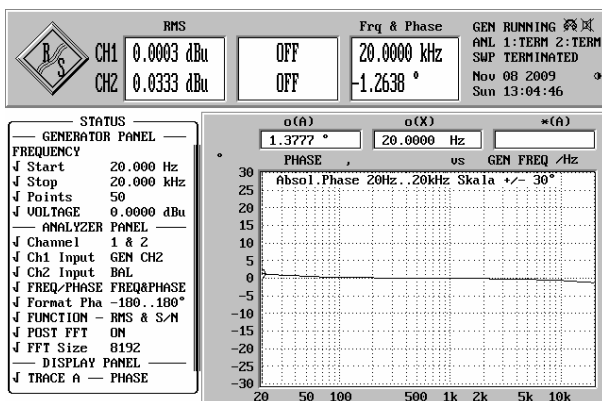 RMS
Frq & Phase
R S
CH1 0.0003 dBu OFF 20.0000 kHz
CH2 0.0333 dBu OFF -1.2638 °
GEN RUNNING
ANL 1:TERM 2:TERM
SWP TERMINATED
Nov 08 2009
Sun 13:04:46
STATUS
GENERATOR PANEL
FREQUENCY
Start 20.000 Hz
Stop 20.000 kHz
Points 50
VOLTAGE 0.0000 dBu
ANALYZER PANEL
Channel 1 & 2
Ch1 Input GEN CH2
Ch2 Input BAL
FREQ/PHASE FREQ&PHASE
Format Pha -180..180°
FUNCTION - RMS & S/N
POST FFT ON
FFT Size 8192
DISPLAY PANEL
TRACE A — PHASE
o(A) o(X) *(A)
1.3777 ° 20.0000 Hz
° PHASE , vs GEN FREQ /Hz
Absol.Phase 20Hz..20kHz Skala +/- 30°
30
25
20
15
10
5
0
-5
-10
-15
-20
-25
-30
20 50 100 500 1k 2k 5k 10k